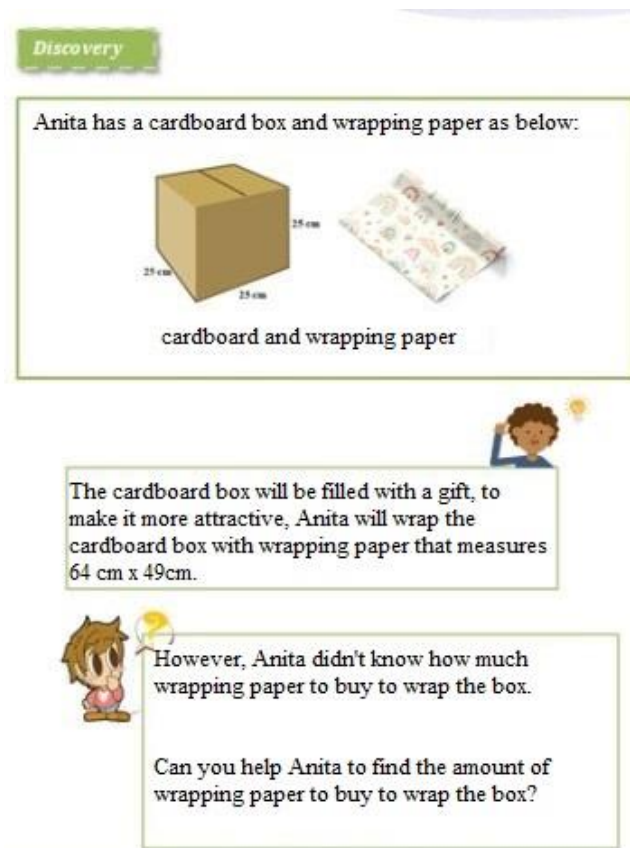 Discovery
Anita has a cardboard box and wrapping paper as below:
25 cm
25 cm
25 cm
cardboard and wrapping paper
The cardboard box will be filled with a gift, to
make it more attractive, Anita will wrap the
cardboard box with wrapping paper that measures
64 cm x 49cm.
However, Anita didn't know how much
wrapping paper to buy to wrap the box.
Can you help Anita to find the amount of
wrapping paper to buy to wrap the box?